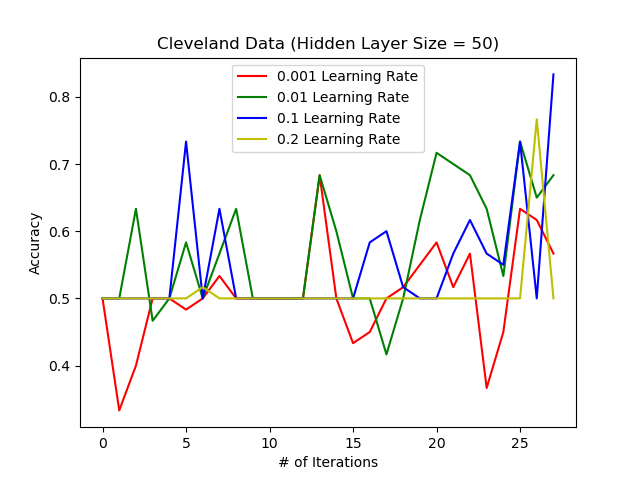 Cleveland Data (Hidden Layer Size = 50)
0.001 Learning Rate
0.01 Learning Rate
0.1 Learning Rate
0.2 Learning Rate
0.8
0.7
0.6
0.5
0.4
Accuracy
0 5 10 15 20 25
# of Iterations